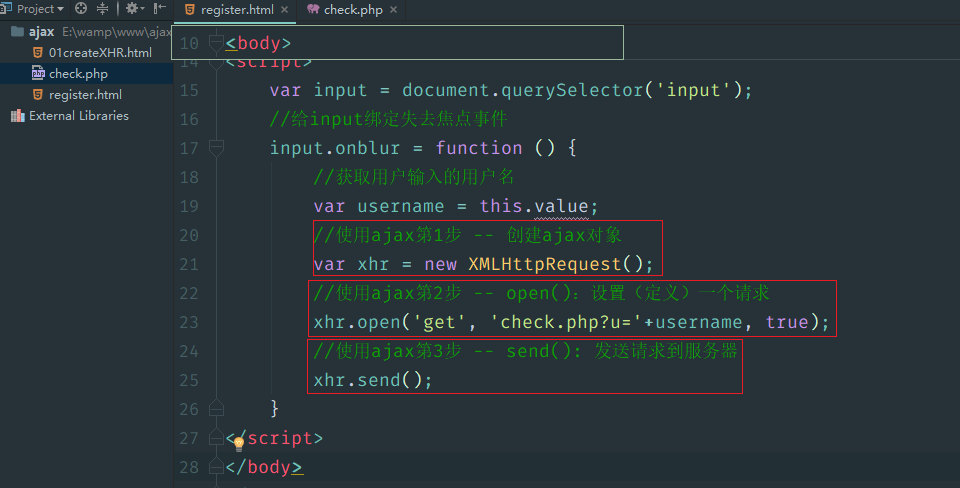 Project
register.html
check.php
ajax E:\wamp\www\ajax
01createXHR.html
check.php
register.html
External Libraries
10 <body>
14 <script>
15 var input = document.querySelector('input');
16 //给input绑定失去焦点事件
17 input.onblur = function () {
18 //获取用户输入的用户名
19 var username = this.value;
20 //使用ajax第1步 -- 创建ajax对象
21 var xhr = new XMLHttpRequest();
22 //使用ajax第2步 -- open()：设置（定义）一个请求
23 xhr.open('get', 'check.php?u='+username, true);
24 //使用ajax第3步 -- send()：发送请求到服务器
25 xhr.send();
26 }
27 </script>
28 </body>